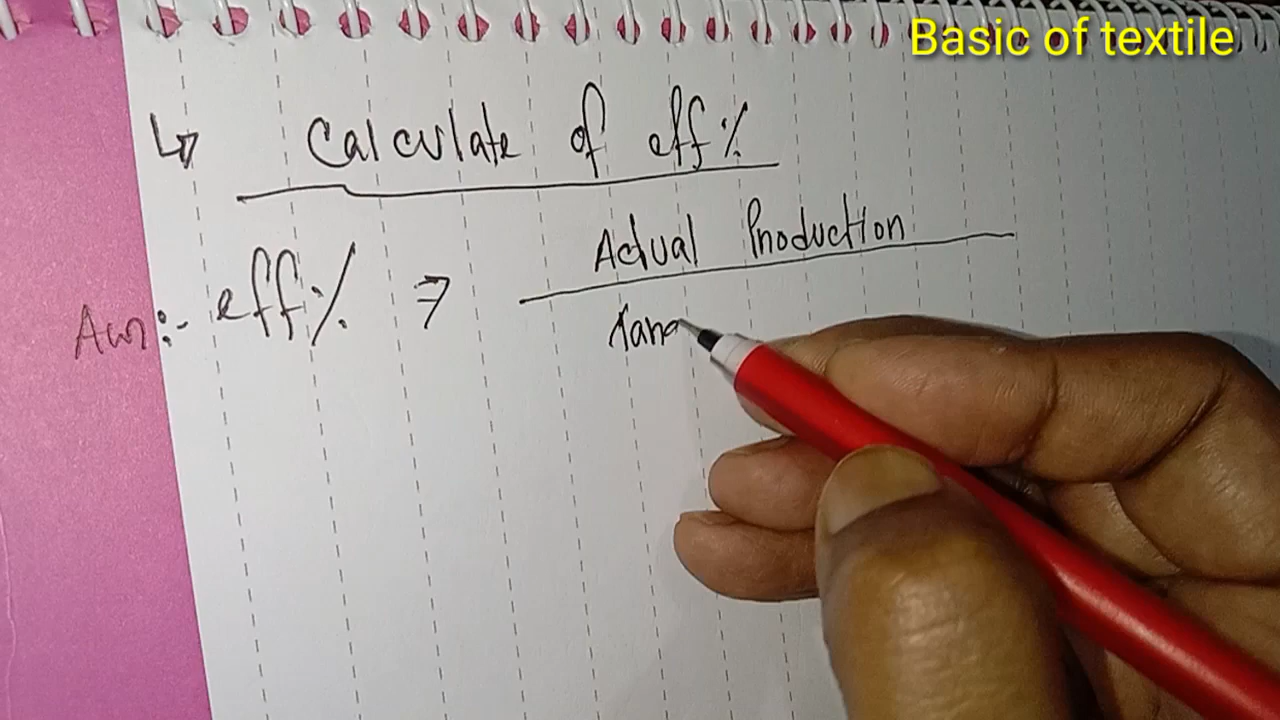 Basic of textile
Calculate of eff%
Actual Production
Ans:- eff% ⇒